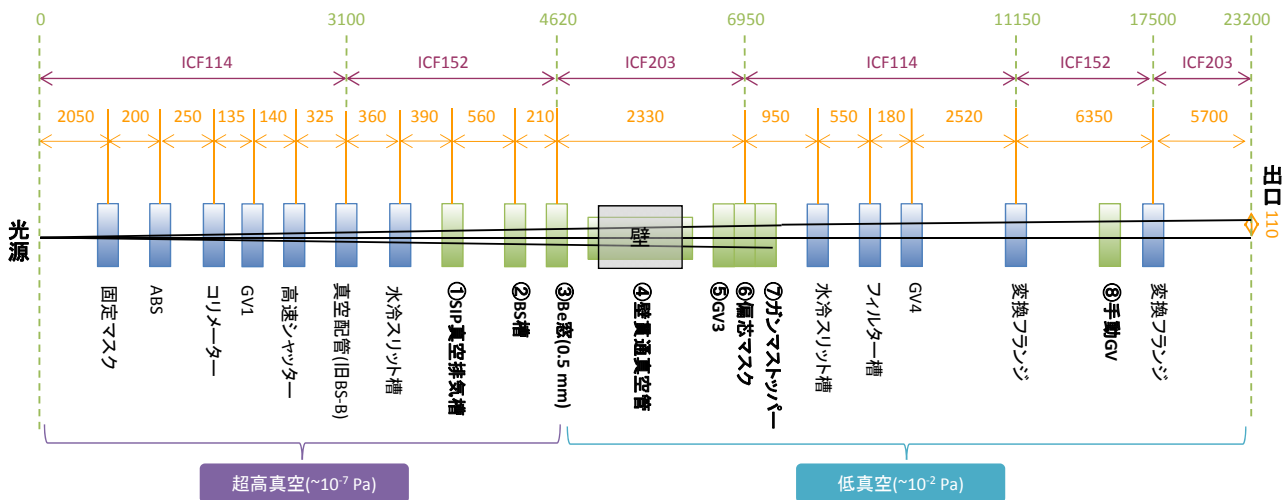 0
3100
4620
6950
11150
17500
23200
ICF114
ICF152
ICF203
ICF114
ICF152
ICF203
2050
200
250
135
140
325
360
390
560
210
2330
950
550
180
2520
6350
5700
光源
壁
出口
110
固定マスク
ABS
コリメーター
GV1
高速シャッター
真空配管(旧BS-B)
水冷スリット槽
①SIP真空排気槽
②BS槽
③Be窓(0.5 mm)
④壁貫通真空管
⑤GV3
⑥偏芯マスク
⑦ガンマストッパー
水冷スリット槽
フィルター槽
GV4
変換フランジ
⑧手動GV
変換フランジ
超高真空(~10⁻⁷ Pa)
低真空(~10⁻² Pa)